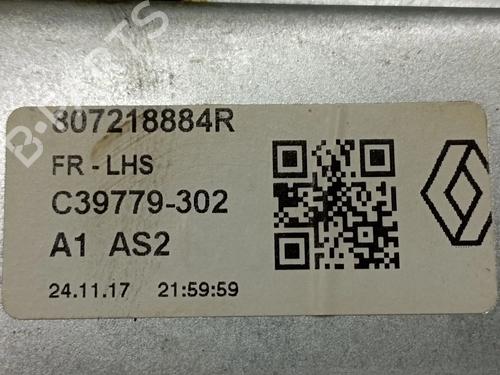 807218884R
FR - LHS
C39779-302
A1 AS2
24.11.17 21:59:59
B-PARTS